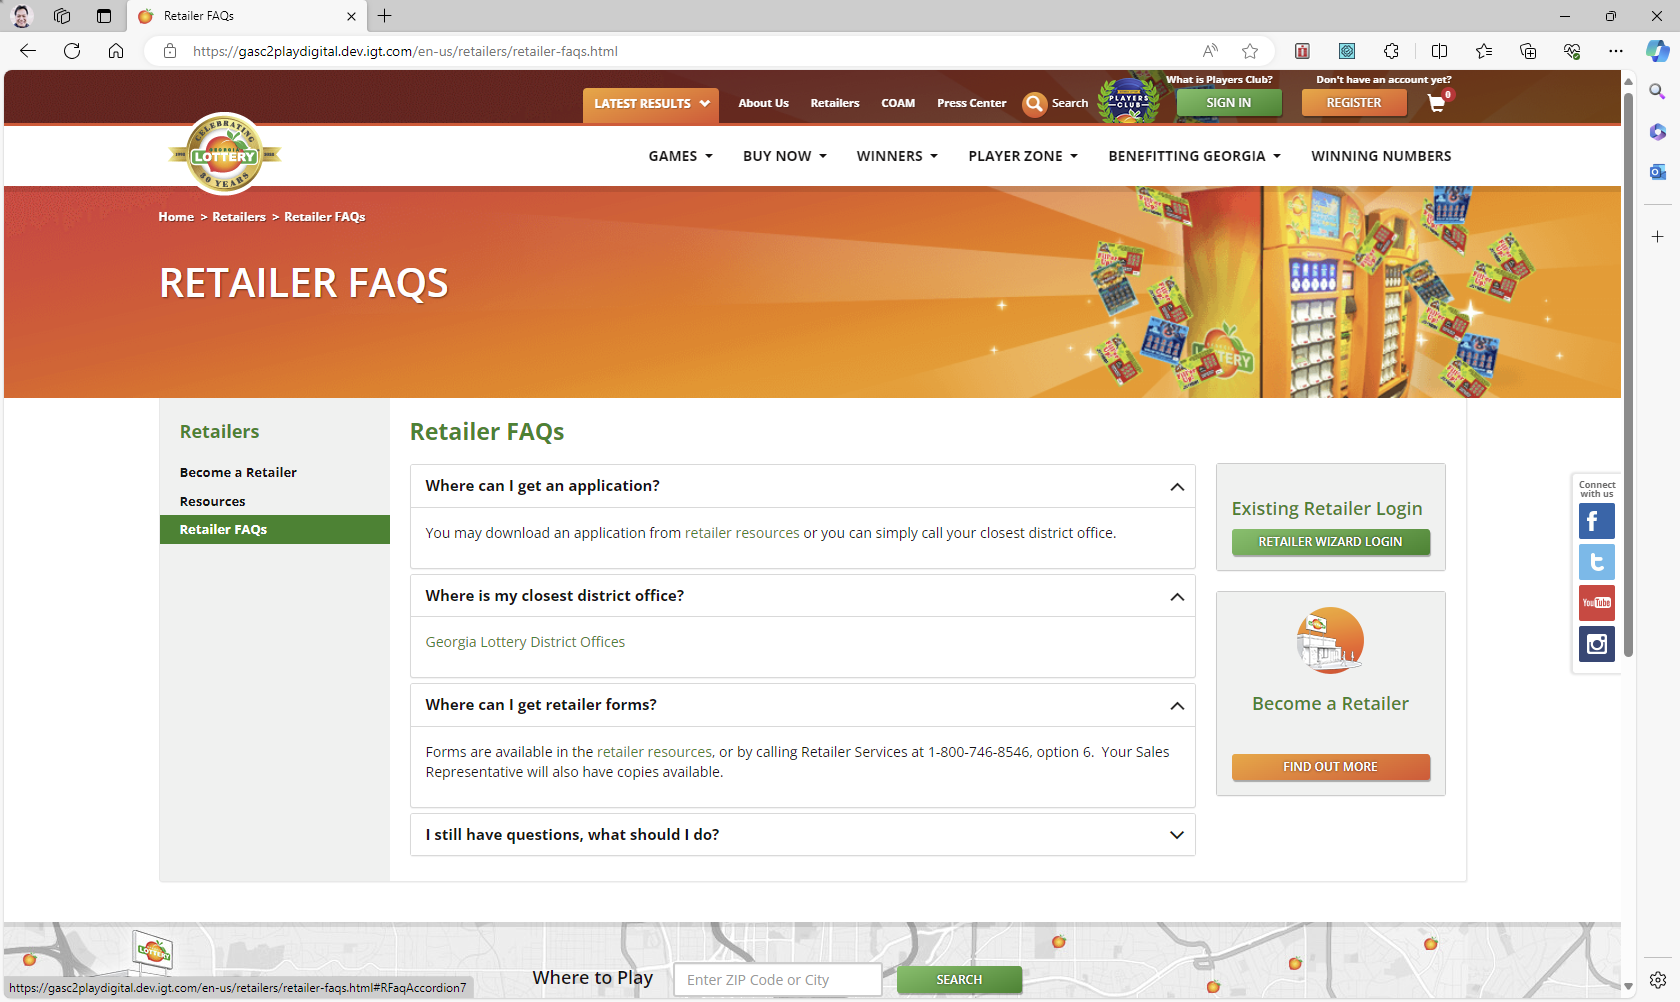 Retailer FAQs
https://gasc2playdigital.dev.igt.com/en-us/retailers/retailer-faqs.html
What is Players Club?
Don't have an account yet?
LATEST RESULTS
About Us
Retailers
COAM
Press Center
Search
PLAYERS
CLUB
SIGN IN
REGISTER
0
CELEBRATING
GEORGIA
LOTTERY
30 YEARS
GAMES
BUY NOW
WINNERS
PLAYER ZONE
BENEFITTING GEORGIA
WINNING NUMBERS
Home > Retailers > Retailer FAQs
RETAILER FAQS
LOTTERY
Retailers
Become a Retailer
Resources
Retailer FAQs
Retailer FAQs
Where can I get an application?
You may download an application from retailer resources or you can simply call your closest district office.
Where is my closest district office?
Georgia Lottery District Offices
Where can I get retailer forms?
Forms are available in the retailer resources, or by calling Retailer Services at 1-800-746-8546, option 6.  Your Sales
Representative will also have copies available.
I still have questions, what should I do?
Existing Retailer Login
RETAILER WIZARD LOGIN
Become a Retailer
FIND OUT MORE
Connect
with us
YouTube
LOTTERY
Where to Play
Enter ZIP Code or City
SEARCH
https://gasc2playdigital.dev.igt.com/en-us/retailers/retailer-faqs.html#RFaqAccordion7